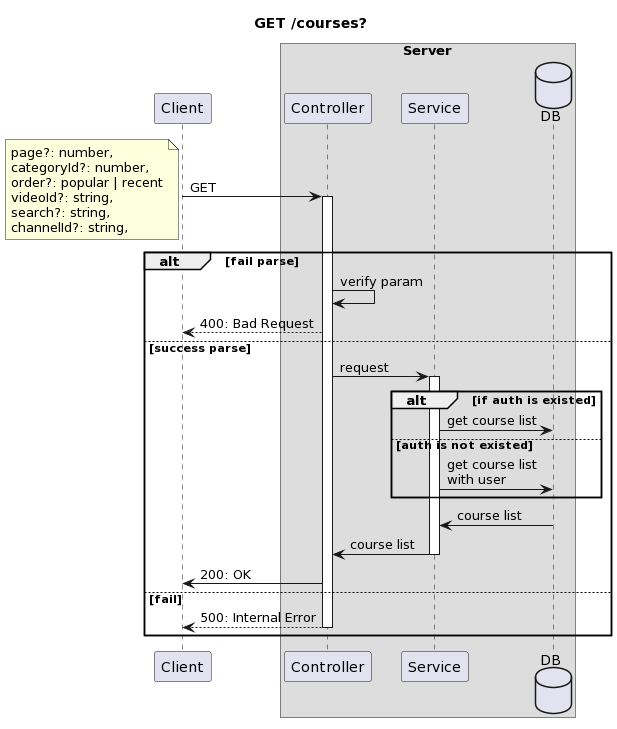 GET /courses?
Server
Client
Controller
Service
DB
page?: number,
categoryId?: number,
order?: popular | recent
videoId?: string,
search?: string,
channelId?: string,
GET
alt
[fail parse]
verify param
400: Bad Request
[success parse]
request
alt
[if auth is existed]
get course list
[auth is not existed]
get course list
with user
course list
course list
200: OK
[fail]
500: Internal Error
Client
Controller
Service
DB